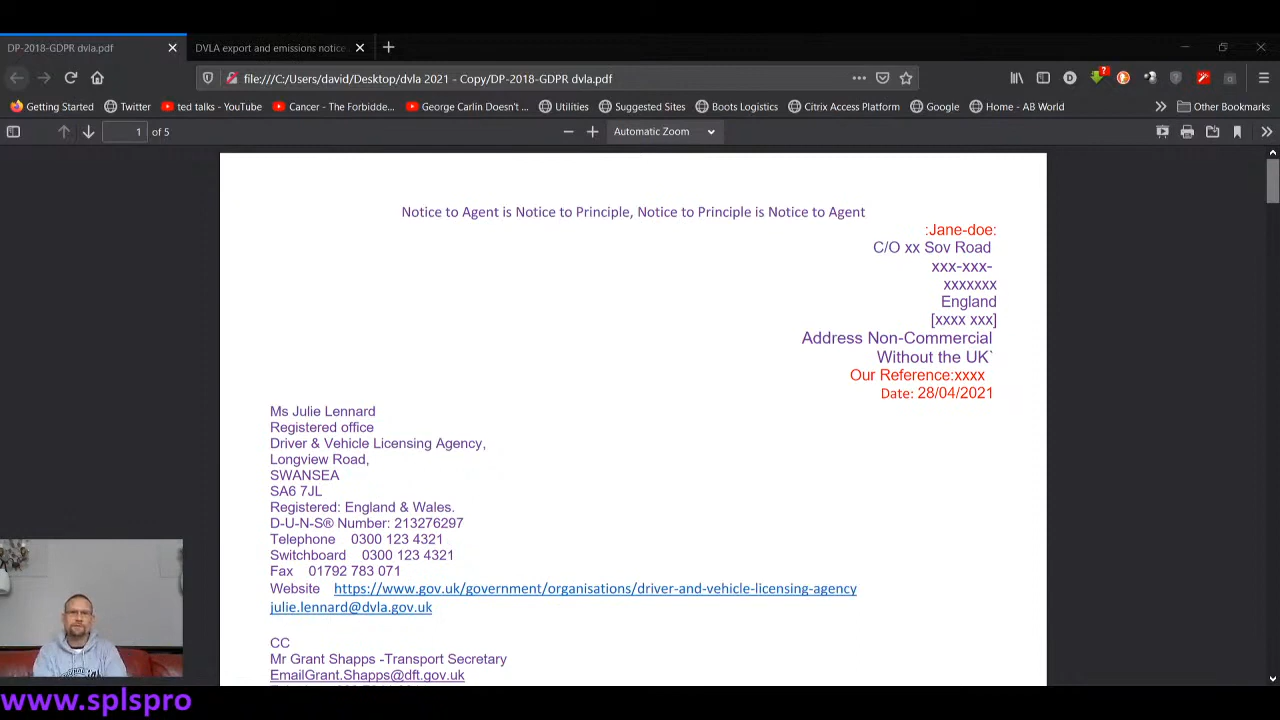 DP-2018-GDPR dvla.pdf
DVLA export and emissions notice
file:///C:/Users/david/Desktop/dvla 2021 - Copy/DP-2018-GDPR dvla.pdf
Getting Started
Twitter
ted talks - YouTube
Cancer - The Forbidde...
George Carlin Doesn't ...
Utilities
Suggested Sites
Boots Logistics
Citrix Access Platform
Google
Home - AB World
Other Bookmarks
1 of 5
Automatic Zoom
Notice to Agent is Notice to Principle, Notice to Principle is Notice to Agent
:Jane-doe:
C/O xx Sov Road
xxx-xxx-
xxxxxxx
England
[xxxx xxx]
Address Non-Commercial
Without the UK`
Our Reference:xxxx
Date: 28/04/2021
Ms Julie Lennard
Registered office
Driver & Vehicle Licensing Agency,
Longview Road,
SWANSEA
SA6 7JL
Registered: England & Wales.
D-U-N-S® Number: 213276297
Telephone 0300 123 4321
Switchboard 0300 123 4321
Fax 01792 783 071
Website https://www.gov.uk/government/organisations/driver-and-vehicle-licensing-agency
julie.lennard@dvla.gov.uk
CC
Mr Grant Shapps -Transport Secretary
EmailGrant.Shapps@dft.gov.uk
www.splspro